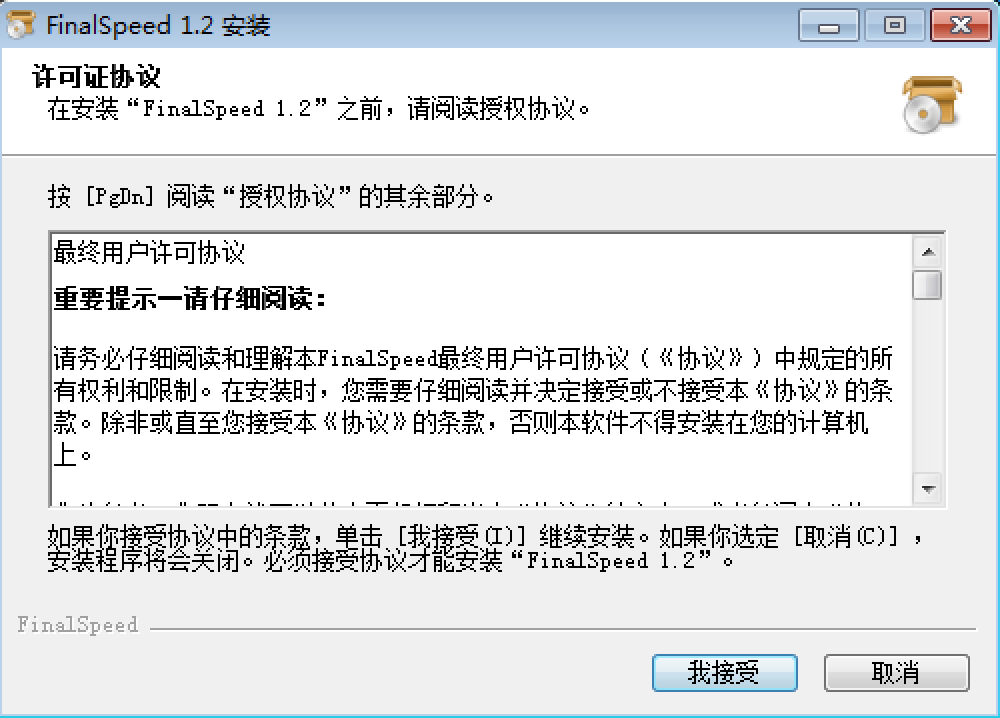 FinalSpeed 1.2 安装
许可证协议
在安装“FinalSpeed 1.2”之前，请阅读授权协议。
按 [PgDn] 阅读“授权协议”的其余部分。
最终用户许可协议
重要提示一请仔细阅读：
请务必仔细阅读和理解本FinalSpeed最终用户许可协议（《协议》）中规定的所
有权利和限制。在安装时，您需要仔细阅读并决定接受或不接受本《协议》的条
款。除非或直至您接受本《协议》的条款，否则本软件不得安装在您的计算机
上。
如果你接受协议中的条款，单击 [我接受(I)] 继续安装。如果你选定 [取消(C)] ，
安装程序将会关闭。必须接受协议才能安装“FinalSpeed 1.2”。
FinalSpeed
我接受
取消